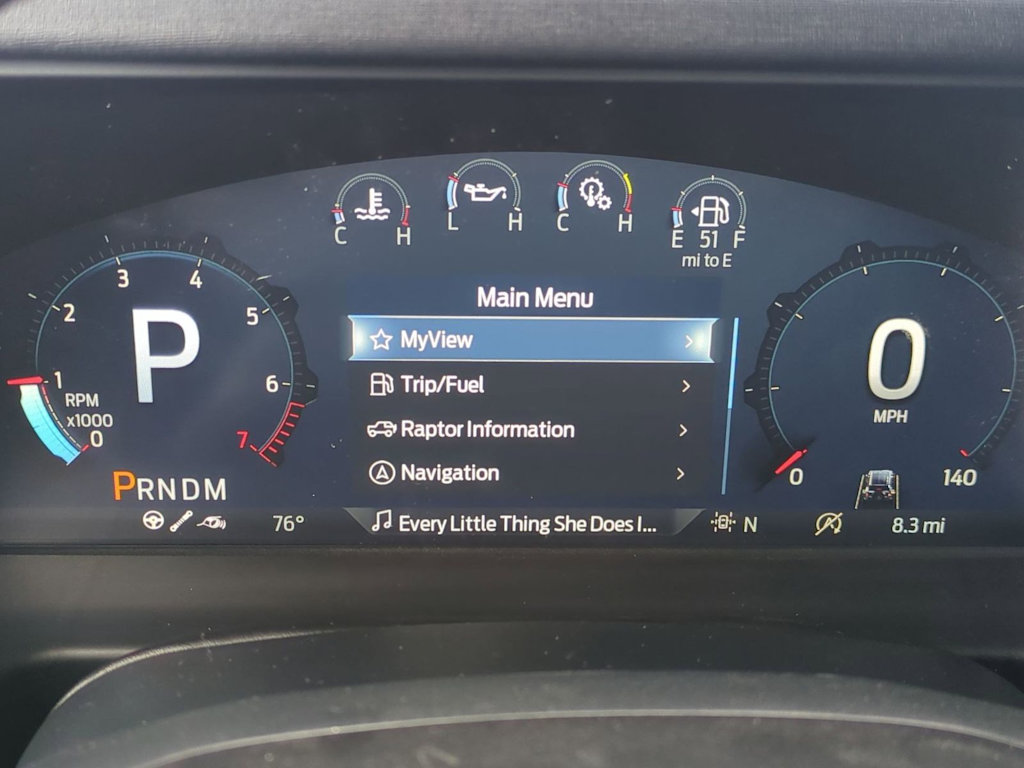 C H
L H
C H
E 51 F
mi to E
3 4
2 5
1 6
RPM
x1000
0 7
P
PRNDM
76°
Main Menu
MyView
Trip/Fuel
Raptor Information
Navigation
Every Little Thing She Does I...
N
0
MPH
0 140
8.3 mi